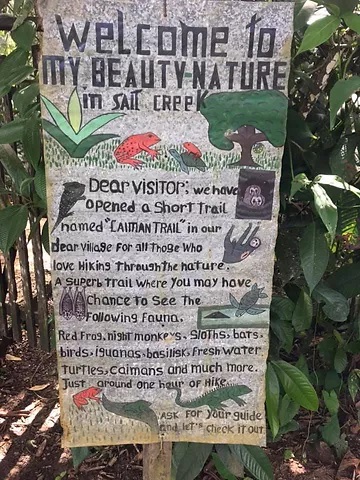 Welcome to
MY BEAUTY NATURE
in Salt creek
Dear Visitor; we have
opened a short Trail
named "CAIMAN TRAIL" in our
dear village For all those who
love Hiking through the nature.
A superb trail where you may have
Chance to See the
Following Fauna.
Red Frog, night monkeys, Sloths, bats,
birds, Iguanas, basilisk, Fresh water
turtles, Caimans and much more.
Just around one hour of Hike
ASK For your guide
and let's check it out